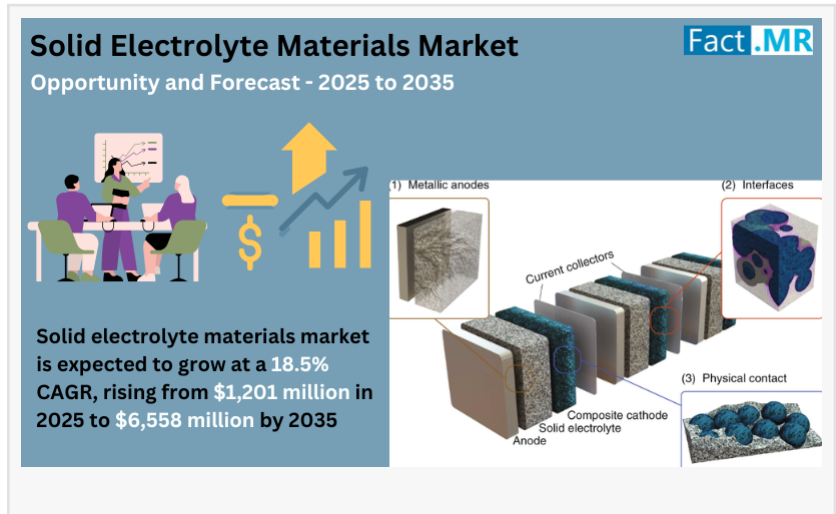 Solid Electrolyte Materials Market
Opportunity and Forecast - 2025 to 2035
Fact .MR
$
Solid electrolyte materials market
is expected to grow at a 18.5%
CAGR, rising from $1,201 million in
2025 to $6,558 million by 2035
1) Metallic anodes
(2) Interfaces
Current collectors
(3) Physical contact
Composite cathode
Solid electrolyte
Anode